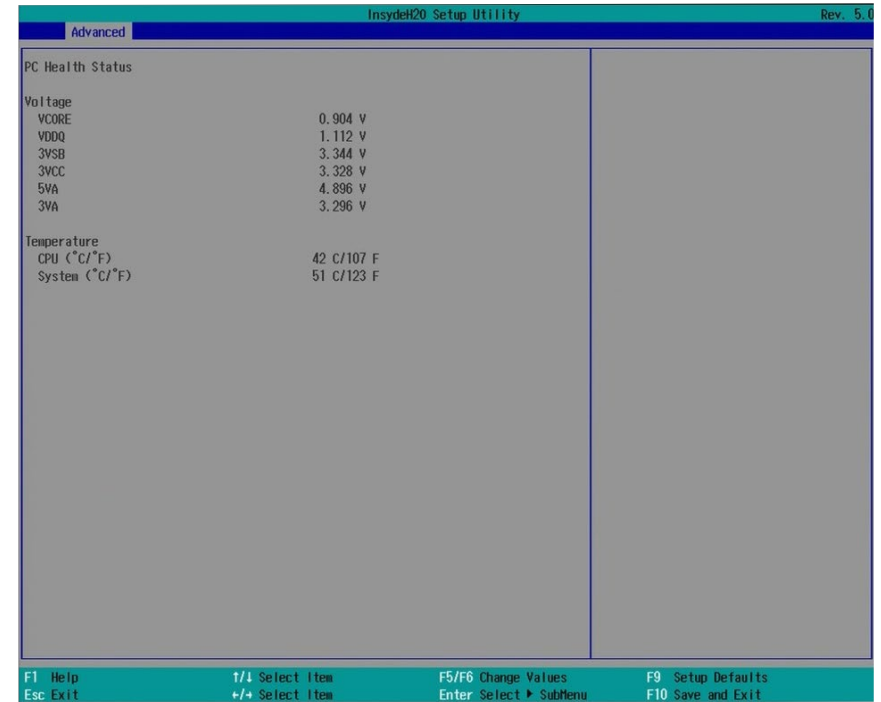 InsydeH20 Setup Utility Rev. 5.0
Advanced
PC Health Status
Voltage
VCORE 0.904 V
VDDQ 1.112 V
3VSB 3.344 V
3VCC 3.328 V
5VA 4.896 V
3VA 3.296 V
Temperature
CPU (°C/°F) 42 C/107 F
System (°C/°F) 51 C/123 F
F1 Help ↑/↓ Select Item F5/F6 Change Values F9 Setup Defaults
Esc Exit ←/→ Select Item Enter Select ▶ SubMenu F10 Save and Exit